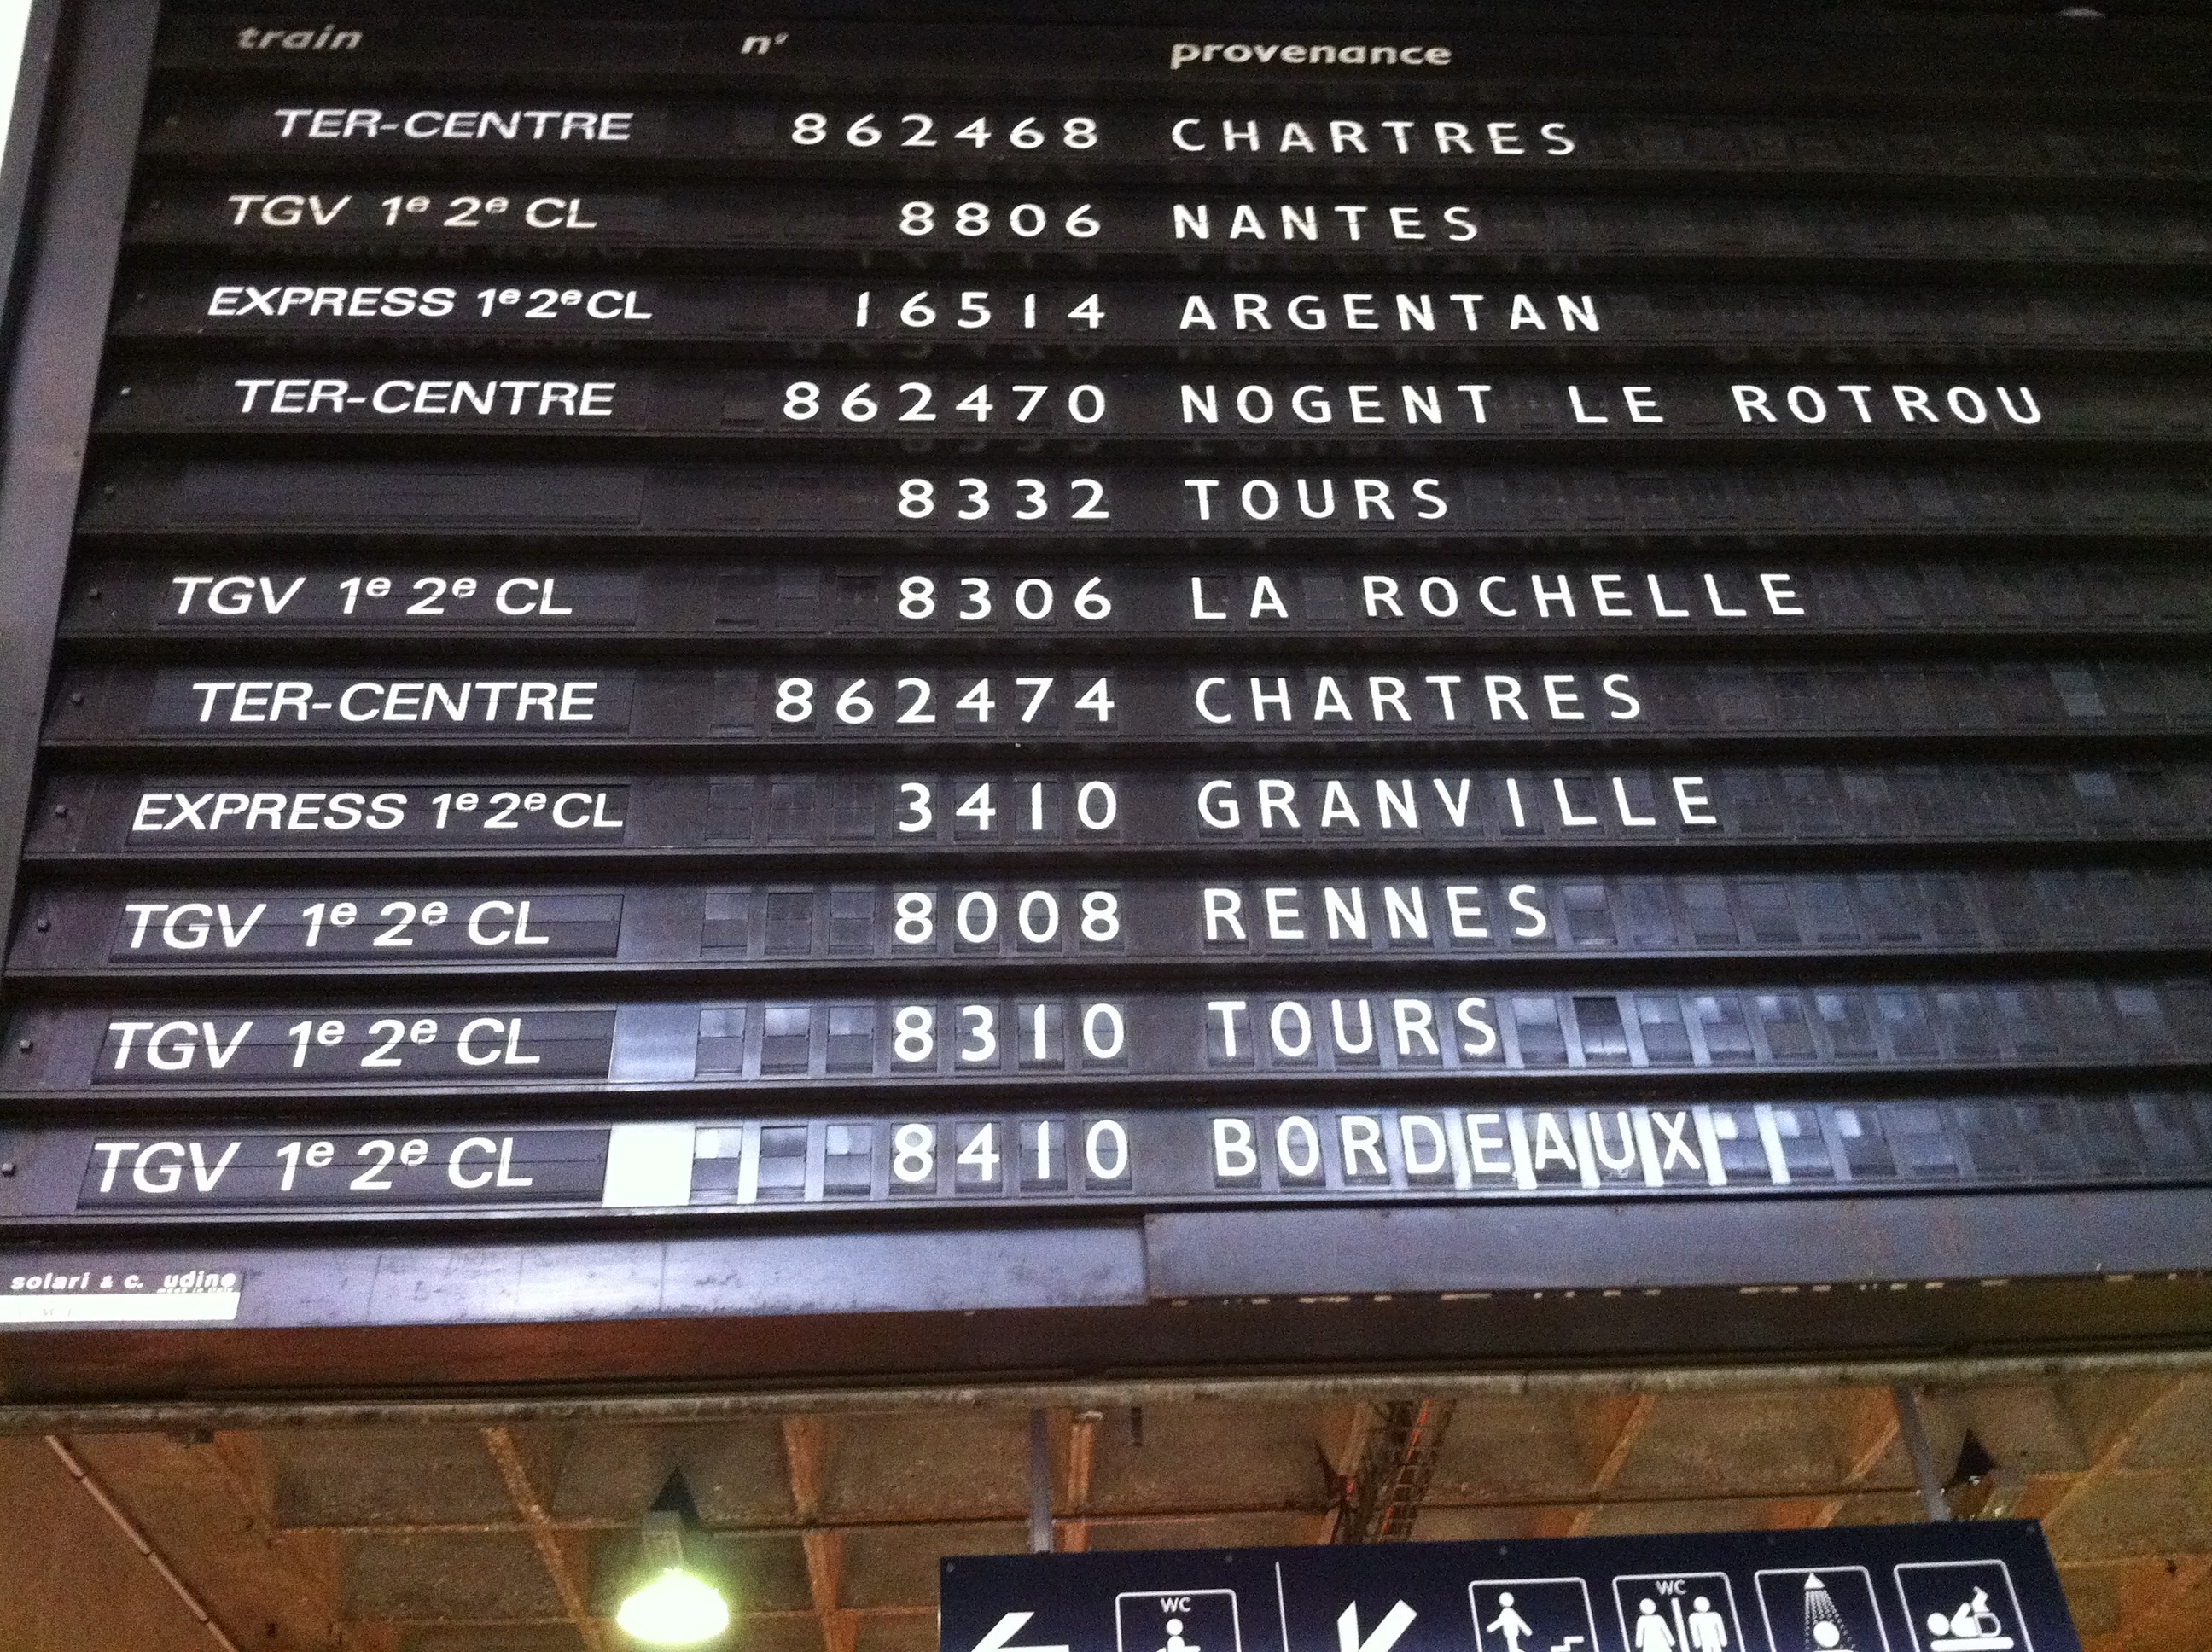 train n° provenance
TER-CENTRE 862468 CHARTRES
TGV 1e 2e CL 8806 NANTES
EXPRESS 1e 2e CL 16514 ARGENTAN
TER-CENTRE 862470 NOGENT LE ROTROU
8332 TOURS
TGV 1e 2e CL 8306 LA ROCHELLE
TER-CENTRE 862474 CHARTRES
EXPRESS 1e 2e CL 3410 GRANVILLE
TGV 1e 2e CL 8008 RENNES
TGV 1e 2e CL 8310 TOURS
TGV 1e 2e CL 8410 BORDEAUX
solari & c. udine
WC WC